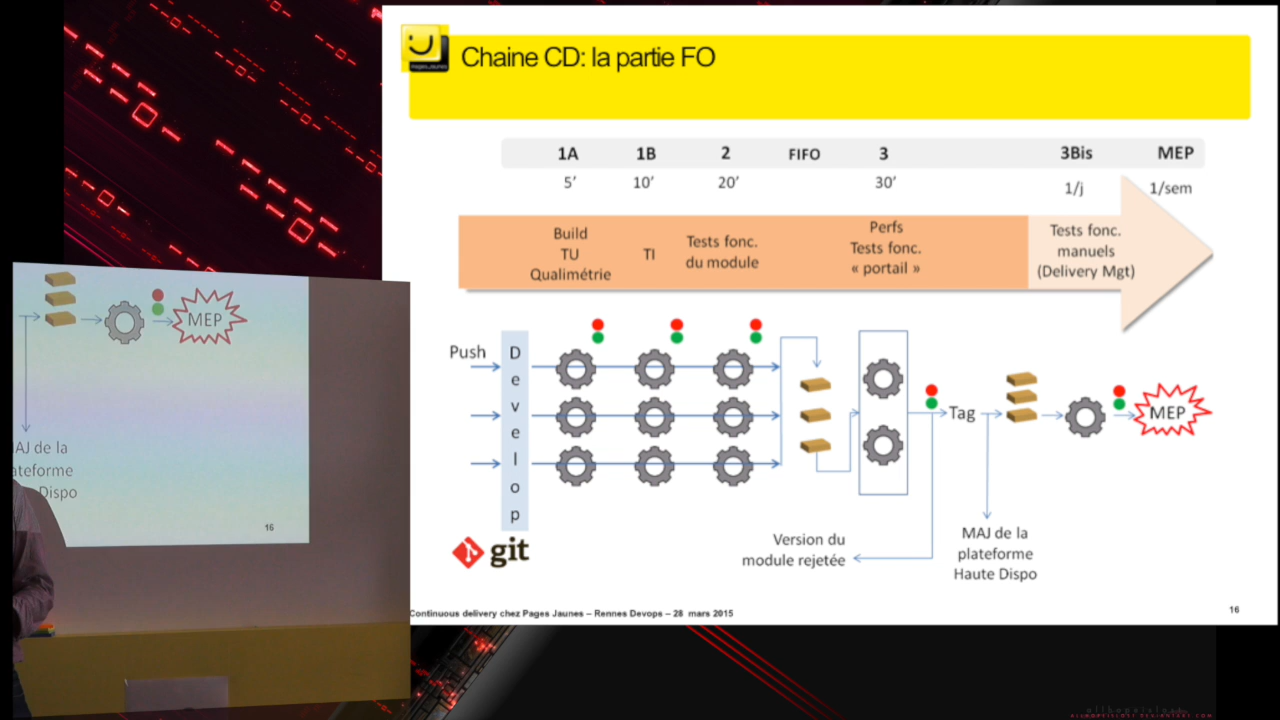 Chaine CD: la partie FO
1A 1B 2 FIFO 3 3Bis MEP
5' 10' 20' 30' 1/j 1/sem
Build
TU
Qualimétrie
TI
Tests fonc.
du module
Perfs
Tests fonc.
« portail »
Tests fonc.
manuels
(Delivery Mgt)
Push
D
e
v
e
l
o
p
git
Tag
MEP
Version du
module rejetée
MAJ de la
plateforme
Haute Dispo
Continuous delivery chez Pages Jaunes – Rennes Devops – 28 mars 2015
16
MEP
AJ de la
ateforme
Dispo
16